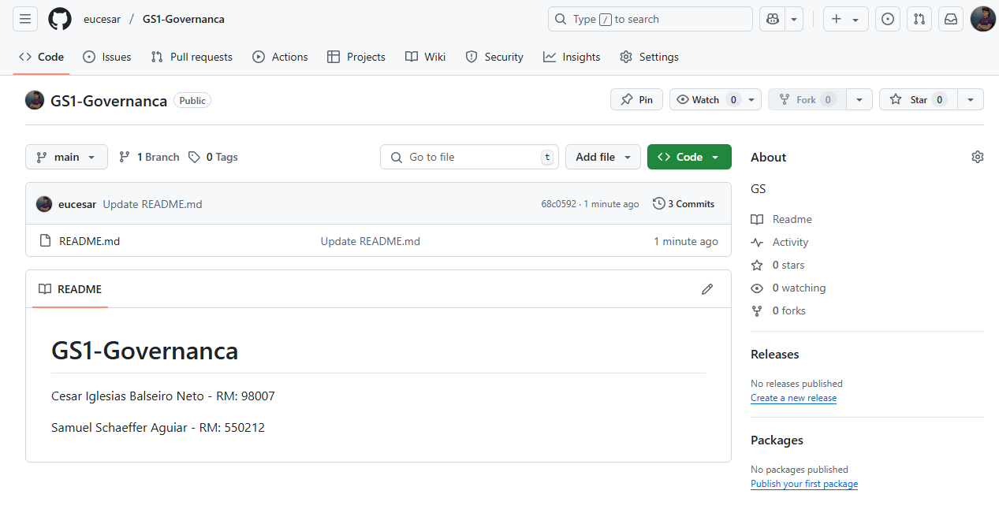 eucesar / GS1-Governanca
Type / to search
Code Issues Pull requests Actions Projects Wiki Security Insights Settings
GS1-Governanca Public
Pin Watch 0 Fork 0 Star 0
main 1 Branch 0 Tags Go to file t Add file Code
eucesar Update README.md 68c0592 · 1 minute ago 3 Commits
README.md Update README.md 1 minute ago
README
GS1-Governanca
Cesar Iglesias Balseiro Neto - RM: 98007
Samuel Schaeffer Aguiar - RM: 550212
About
GS
Readme
Activity
0 stars
0 watching
0 forks
Releases
No releases published
Create a new release
Packages
No packages published
Publish your first package